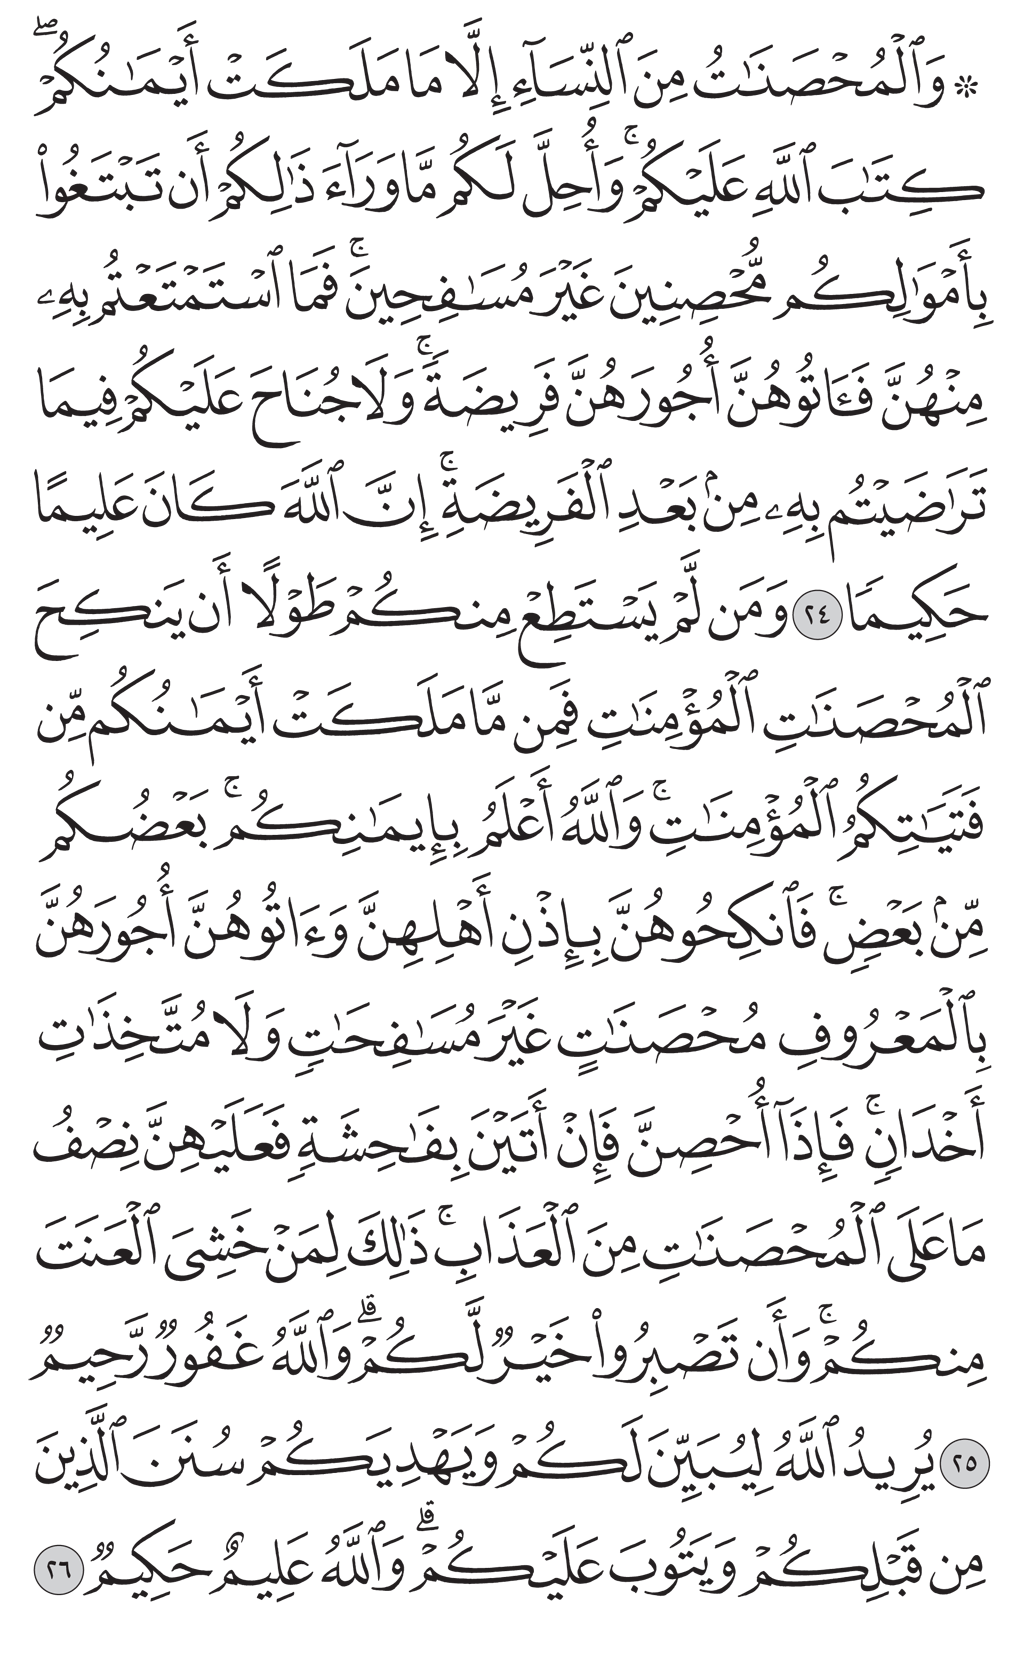 ۞ وَٱلۡمُحۡصَنَٰتُ مِنَ ٱلنِّسَآءِ إِلَّا مَا مَلَكَتۡ أَيۡمَٰنُكُمۡۖ
كِتَٰبَ ٱللَّهِ عَلَيۡكُمۡۚ وَأُحِلَّ لَكُم مَّا وَرَآءَ ذَٰلِكُمۡ أَن تَبۡتَغُواْ
بِأَمۡوَٰلِكُم مُّحۡصِنِينَ غَيۡرَ مُسَٰفِحِينَۚ فَمَا ٱسۡتَمۡتَعۡتُم بِهِۦ
مِنۡهُنَّ فَـَٔاتُوهُنَّ أُجُورَهُنَّ فَرِيضَةٗۚ وَلَا جُنَاحَ عَلَيۡكُمۡ فِيمَا
تَرَٰضَيۡتُم بِهِۦ مِنۢ بَعۡدِ ٱلۡفَرِيضَةِۚ إِنَّ ٱللَّهَ كَانَ عَلِيمًا
حَكِيمٗا ٢٤ وَمَن لَّمۡ يَسۡتَطِعۡ مِنكُمۡ طَوۡلًا أَن يَنكِحَ
ٱلۡمُحۡصَنَٰتِ ٱلۡمُؤۡمِنَٰتِ فَمِن مَّا مَلَكَتۡ أَيۡمَٰنُكُم مِّن
فَتَيَٰتِكُمُ ٱلۡمُؤۡمِنَٰتِۚ وَٱللَّهُ أَعۡلَمُ بِإِيمَٰنِكُمۚ بَعۡضُكُم
مِّنۢ بَعۡضٖۚ فَٱنكِحُوهُنَّ بِإِذۡنِ أَهۡلِهِنَّ وَءَاتُوهُنَّ أُجُورَهُنَّ
بِٱلۡمَعۡرُوفِ مُحۡصَنَٰتٍ غَيۡرَ مُسَٰفِحَٰتٖ وَلَا مُتَّخِذَٰتِ
أَخۡدَانٖۚ فَإِذَآ أُحۡصِنَّ فَإِنۡ أَتَيۡنَ بِفَٰحِشَةٖ فَعَلَيۡهِنَّ نِصۡفُ
مَا عَلَى ٱلۡمُحۡصَنَٰتِ مِنَ ٱلۡعَذَابِۚ ذَٰلِكَ لِمَنۡ خَشِيَ ٱلۡعَنَتَ
مِنكُمۡۚ وَأَن تَصۡبِرُواْ خَيۡرٞ لَّكُمۡۗ وَٱللَّهُ غَفُورٞ رَّحِيمٞ
٢٥ يُرِيدُ ٱللَّهُ لِيُبَيِّنَ لَكُمۡ وَيَهۡدِيَكُمۡ سُنَنَ ٱلَّذِينَ
مِن قَبۡلِكُمۡ وَيَتُوبَ عَلَيۡكُمۡۗ وَٱللَّهُ عَلِيمٌ حَكِيمٞ ٢٦